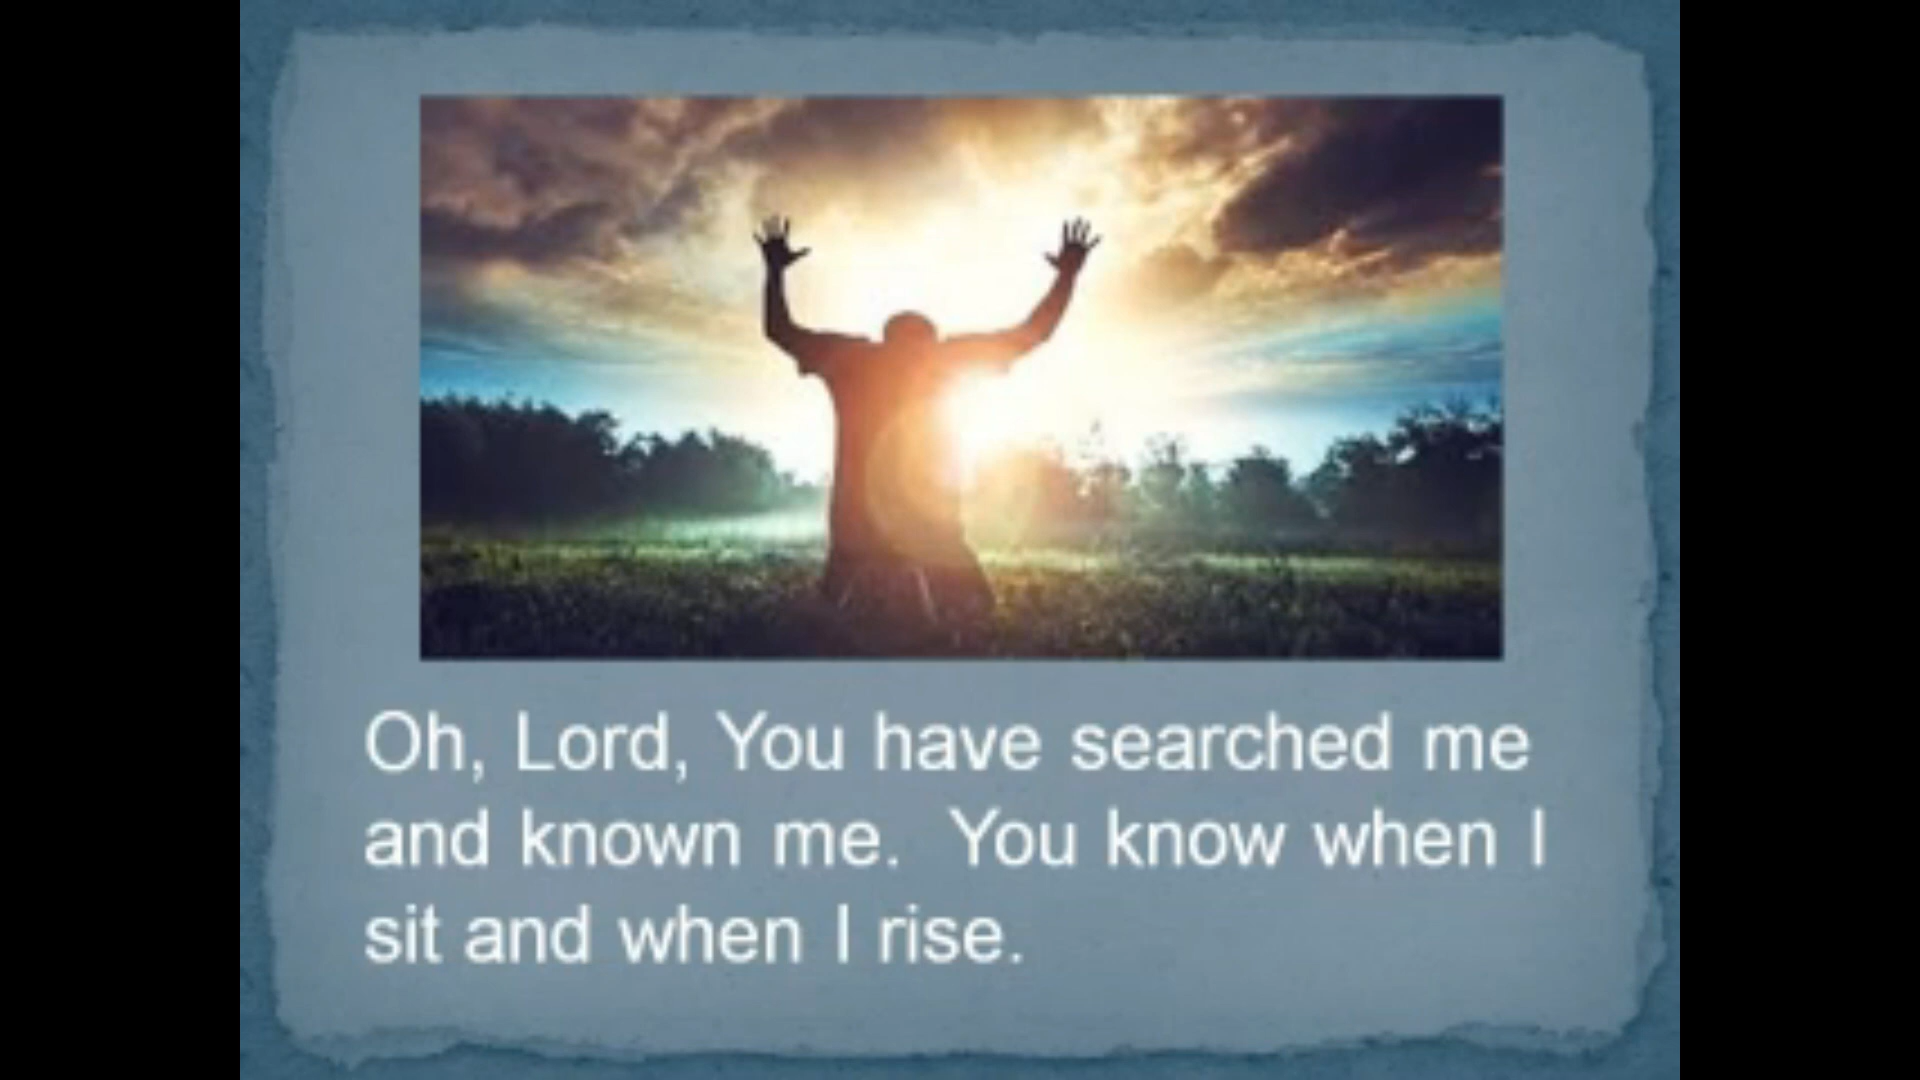 Oh, Lord, You have searched me
and known me.  You know when I
sit and when I rise.